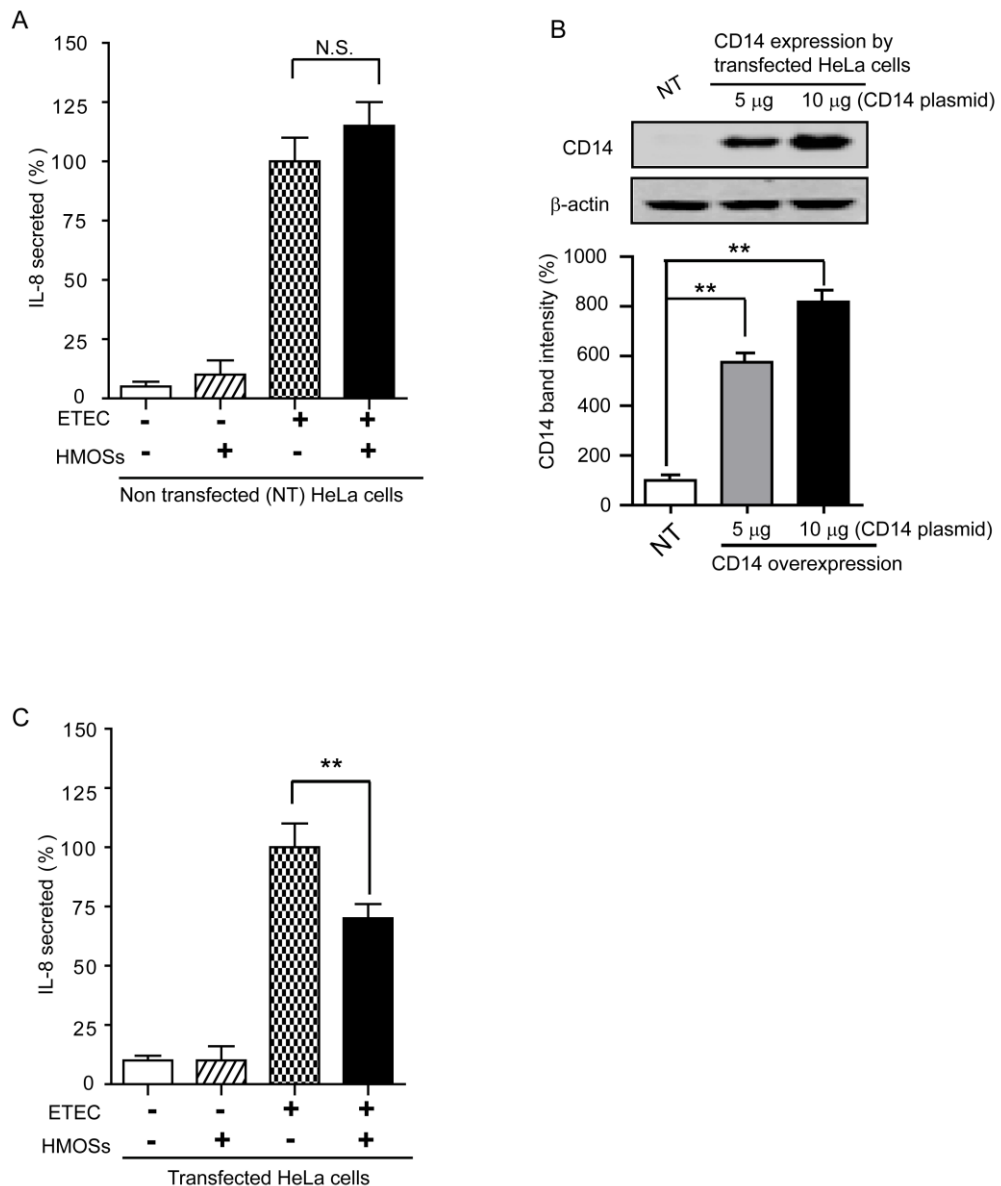 A
IL-8 secreted (%)
150
125
100
50
25
0
N.S.
ETEC - - + +
HMOSs - + - +
Non transfected (NT) HeLa cells
B
CD14 expression by
transfected HeLa cells
NT 5 μg 10 μg (CD14 plasmid)
CD14
β-actin
CD14 band intensity (%)
1000
800
600
400
200
0
**
**
NT 5 μg 10 μg (CD14 plasmid)
CD14 overexpression
C
IL-8 secreted (%)
150
125
100
75
50
25
0
**
ETEC - - + +
HMOSs - + - +
Transfected HeLa cells